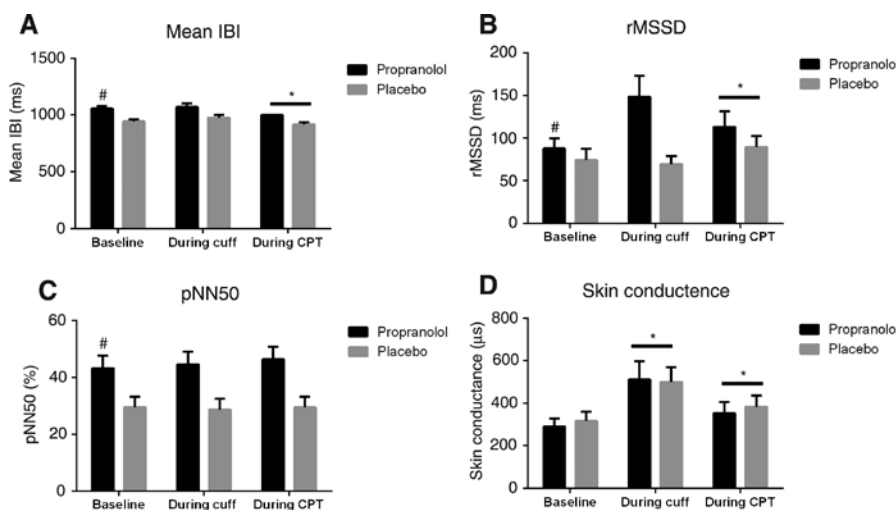 A
Mean IBI
1500
1000
500
0
Mean IBI (ms)
#
*
Propranolol
Placebo
Baseline
During cuff
During CPT
B
rMSSD
200
150
100
50
0
rMSSD (ms)
#
*
Propranolol
Placebo
Baseline
During cuff
During CPT
C
pNN50
60
40
20
0
pNN50 (%)
#
Propranolol
Placebo
Baseline
During cuff
During CPT
D
Skin conductence
800
600
400
200
0
Skin conductance (µs)
*
*
Propranolol
Placebo
Baseline
During cuff
During CPT